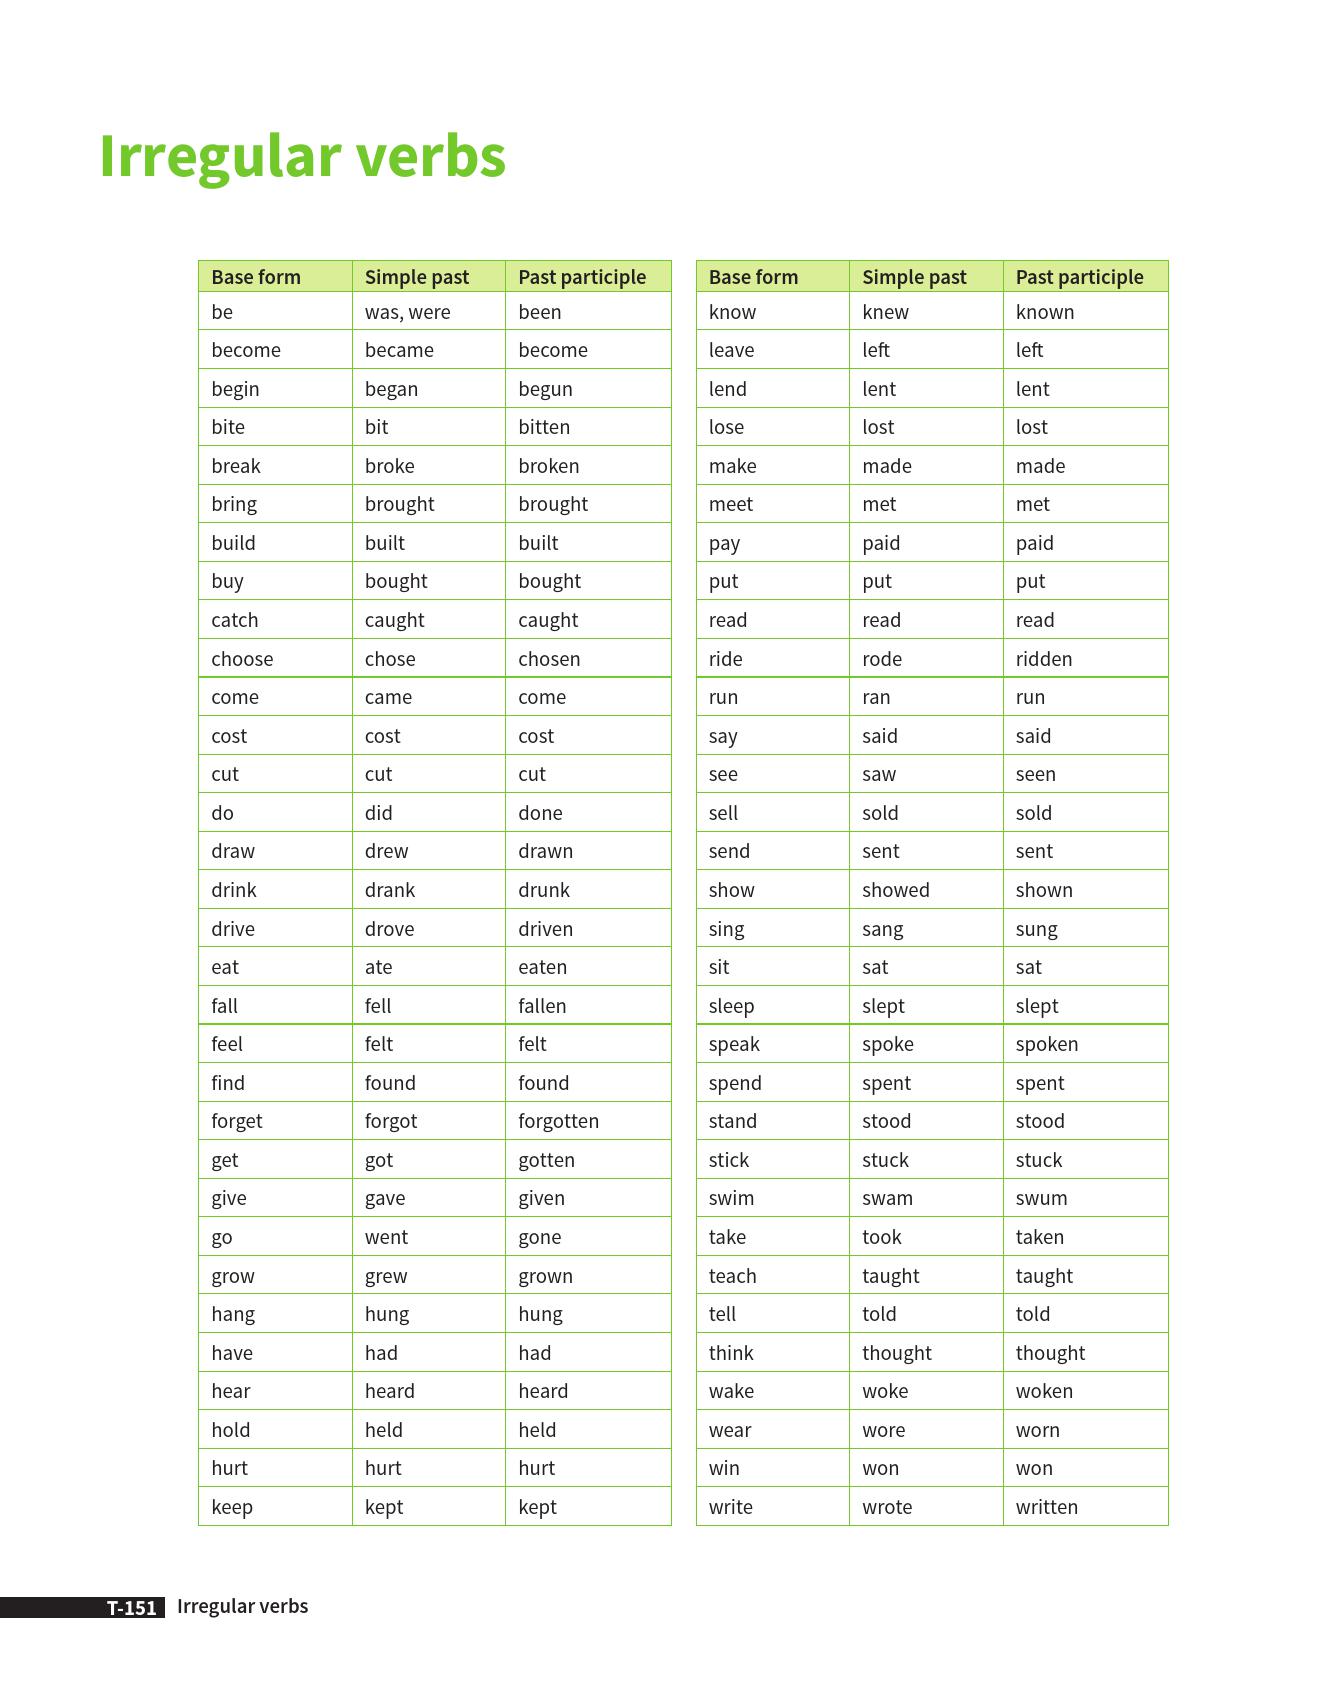 Irregular verbs
Base form Simple past Past participle
be was, were been
become became become
begin began begun
bite bit bitten
break broke broken
bring brought brought
build built built
buy bought bought
catch caught caught
choose chose chosen
come came come
cost cost cost
cut cut cut
do did done
draw drew drawn
drink drank drunk
drive drove driven
eat ate eaten
fall fell fallen
feel felt felt
find found found
forget forgot forgotten
get got gotten
give gave given
go went gone
grow grew grown
hang hung hung
have had had
hear heard heard
hold held held
hurt hurt hurt
keep kept kept
Base form Simple past Past participle
know knew known
leave left left
lend lent lent
lose lost lost
make made made
meet met met
pay paid paid
put put put
read read read
ride rode ridden
run ran run
say said said
see saw seen
sell sold sold
send sent sent
show showed shown
sing sang sung
sit sat sat
sleep slept slept
speak spoke spoken
spend spent spent
stand stood stood
stick stuck stuck
swim swam swum
take took taken
teach taught taught
tell told told
think thought thought
wake woke woken
wear wore worn
win won won
write wrote written
T-151 Irregular verbs